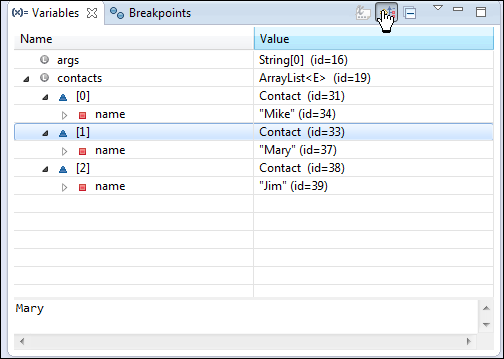 (x)= Variables Breakpoints
Name Value
args String[0] (id=16)
contacts ArrayList<E> (id=19)
[0] Contact (id=31)
name "Mike" (id=34)
[1] Contact (id=33)
name "Mary" (id=37)
[2] Contact (id=38)
name "Jim" (id=39)
Mary